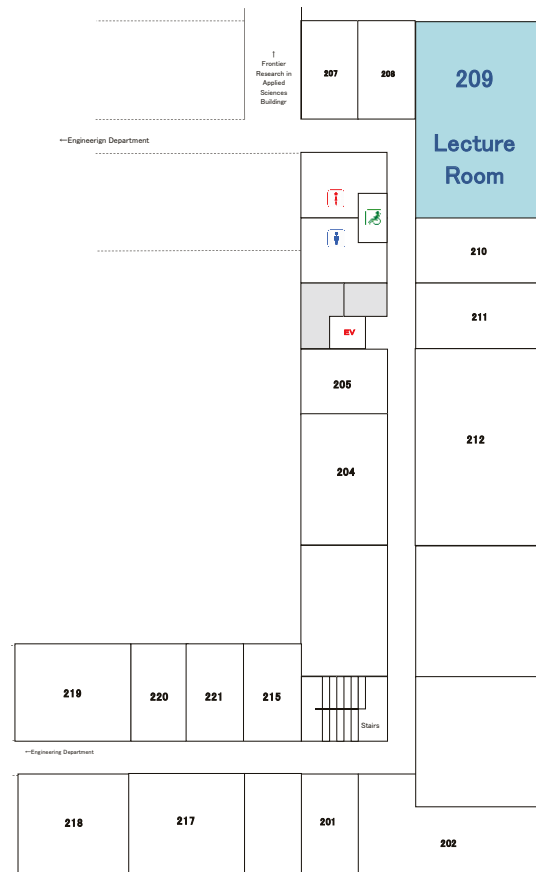 ↑
Frontier
Research in
Applied
Sciences
Buildingr
207
208
209
Lecture
Room
←Engineerign Department
210
211
EV
205
212
204
219
220
221
215
Stairs
←Engineering Department
218
217
201
202